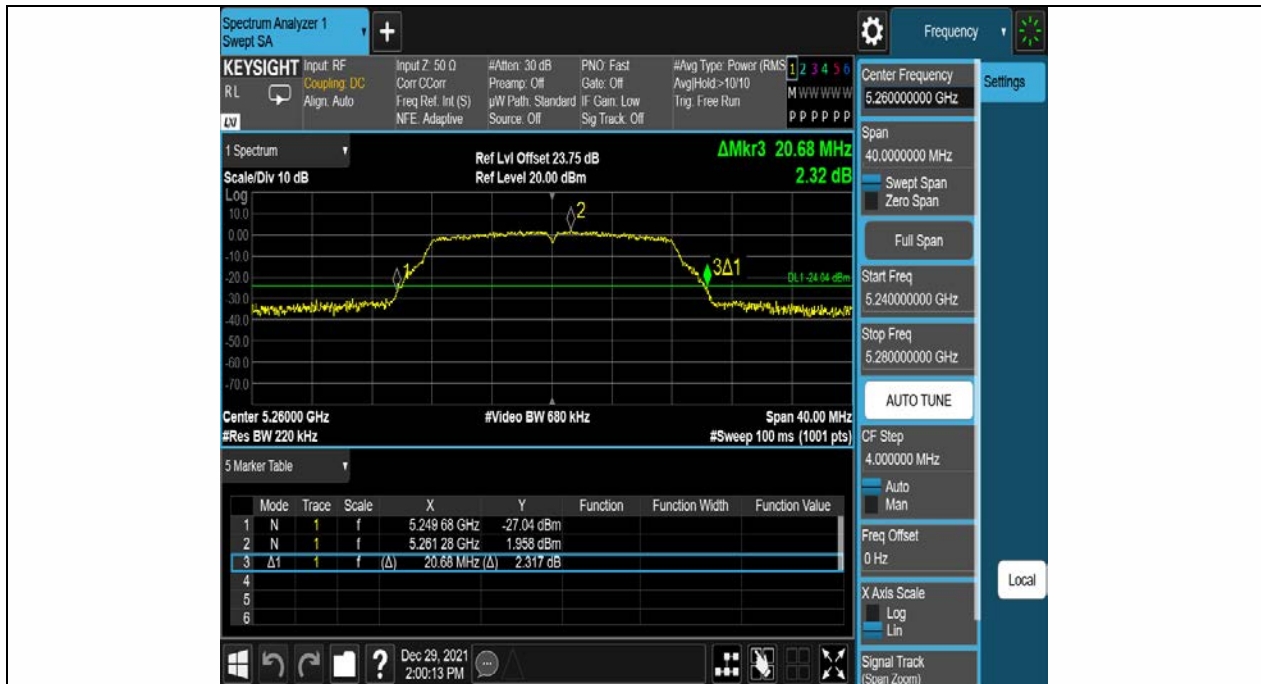 Spectrum Analyzer 1
Swept SA
+
Frequency
KEYSIGHT
RL
LXI
Input: RF
Coupling: DC
Align: Auto
Input Z: 50 Ω
Corr CCorr
Freq Ref: Int (S)
NFE: Adaptive
#Atten: 30 dB
Preamp: Off
µW Path: Standard
Source: Off
PNO: Fast
Gate: Off
IF Gain: Low
Sig Track: Off
#Avg Type: Power (RMS
Avg|Hold:>10/10
Trig: Free Run
1 2 3 4 5 6
M W W W W W
P P P P P P
1 Spectrum
Scale/Div 10 dB
Ref Lvl Offset 23.75 dB
Ref Level 20.00 dBm
ΔMkr3 20.68 MHz
2.32 dB
Log
10.0
0.00
-10.0
-20.0
-30.0
-40.0
-50.0
-60.0
-70.0
2
1
3Δ1
DL1 -24.04 dBm
Center 5.26000 GHz
#Video BW 680 kHz
Span 40.00 MHz
#Res BW 220 kHz
#Sweep 100 ms (1001 pts)
5 Marker Table
Mode Trace Scale X Y Function Function Width Function Value
1 N 1 f 5.249 68 GHz -27.04 dBm
2 N 1 f 5.261 28 GHz 1.958 dBm
3 Δ1 1 f (Δ) 20.68 MHz (Δ) 2.317 dB
4
5
6
?
Dec 29, 2021
2:00:13 PM
Center Frequency
5.260000000 GHz
Span
40.0000000 MHz
Swept Span
Zero Span
Full Span
Start Freq
5.240000000 GHz
Stop Freq
5.280000000 GHz
AUTO TUNE
CF Step
4.000000 MHz
Auto
Man
Freq Offset
0 Hz
X Axis Scale
Log
Lin
Signal Track
(Span Zoom)
Settings
Local